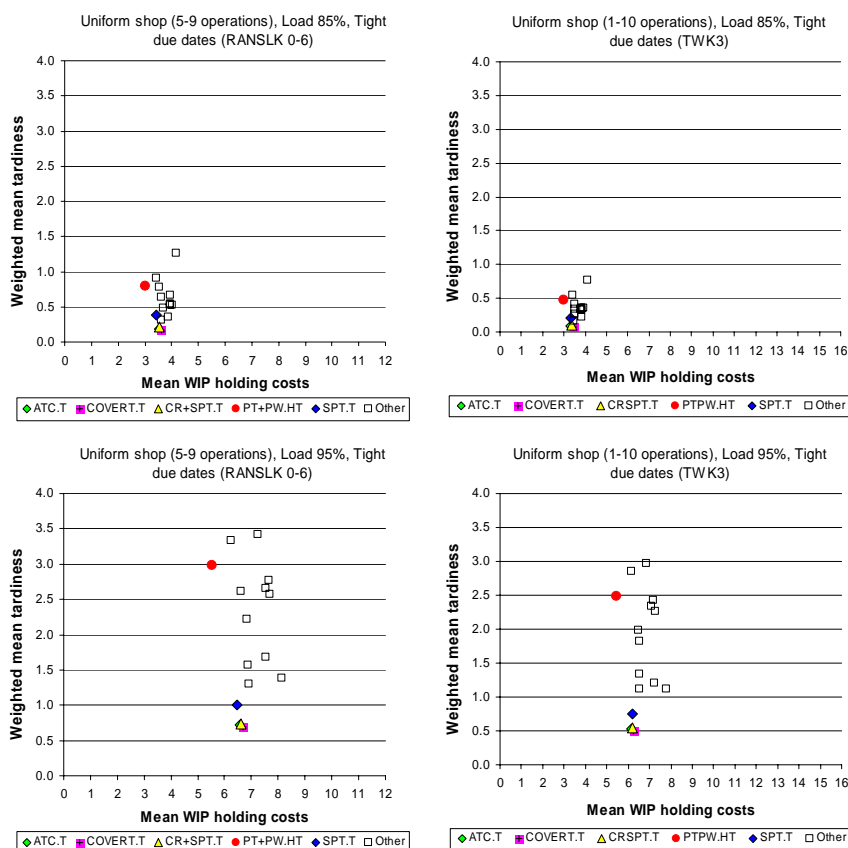 Uniform shop (5-9 operations), Load 85%, Tight
due dates (RANSLK 0-6)
4.0
3.5
3.0
2.5
2.0
1.5
1.0
0.5
0.0
Weighted mean tardiness
0 1 2 3 4 5 6 7 8 9 10 11 12
Mean WIP holding costs
ATC.T COVERT.T CR+SPT.T PT+PW.HT SPT.T Other
Uniform shop (1-10 operations), Load 85%, Tight
due dates (TWK3)
4.0
3.5
3.0
2.5
2.0
1.5
1.0
0.5
0.0
Weighted mean tardiness
0 1 2 3 4 5 6 7 8 9 10 11 12 13 14 15 16
Mean WIP holding costs
ATC.T COVERT.T CRSPT.T PTPW.HT SPT.T Other
Uniform shop (5-9 operations), Load 95%, Tight
due dates (RANSLK 0-6)
4.0
3.5
3.0
2.5
2.0
1.5
1.0
0.5
0.0
Weighted mean tardiness
0 1 2 3 4 5 6 7 8 9 10 11 12
Mean WIP holding costs
ATC.T COVERT.T CR+SPT.T PT+PW.HT SPT.T Other
Uniform shop (1-10 operations), Load 95%, Tight
due dates (TWK3)
4.0
3.5
3.0
2.5
2.0
1.5
1.0
0.5
0.0
Weighted mean tardiness
0 1 2 3 4 5 6 7 8 9 10 11 12 13 14 15 16
Mean WIP holding costs
ATC.T COVERT.T CRSPT.T PTPW.HT SPT.T Other